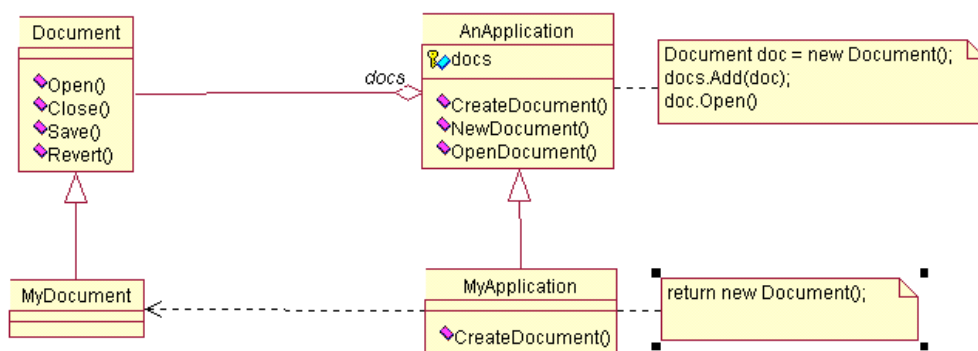 Document
Open()
Close()
Save()
Revert()
docs
AnApplication
docs
CreateDocument()
NewDocument()
OpenDocument()
Document doc = new Document();
docs.Add(doc);
doc.Open()
MyDocument
MyApplication
CreateDocument()
return new Document();